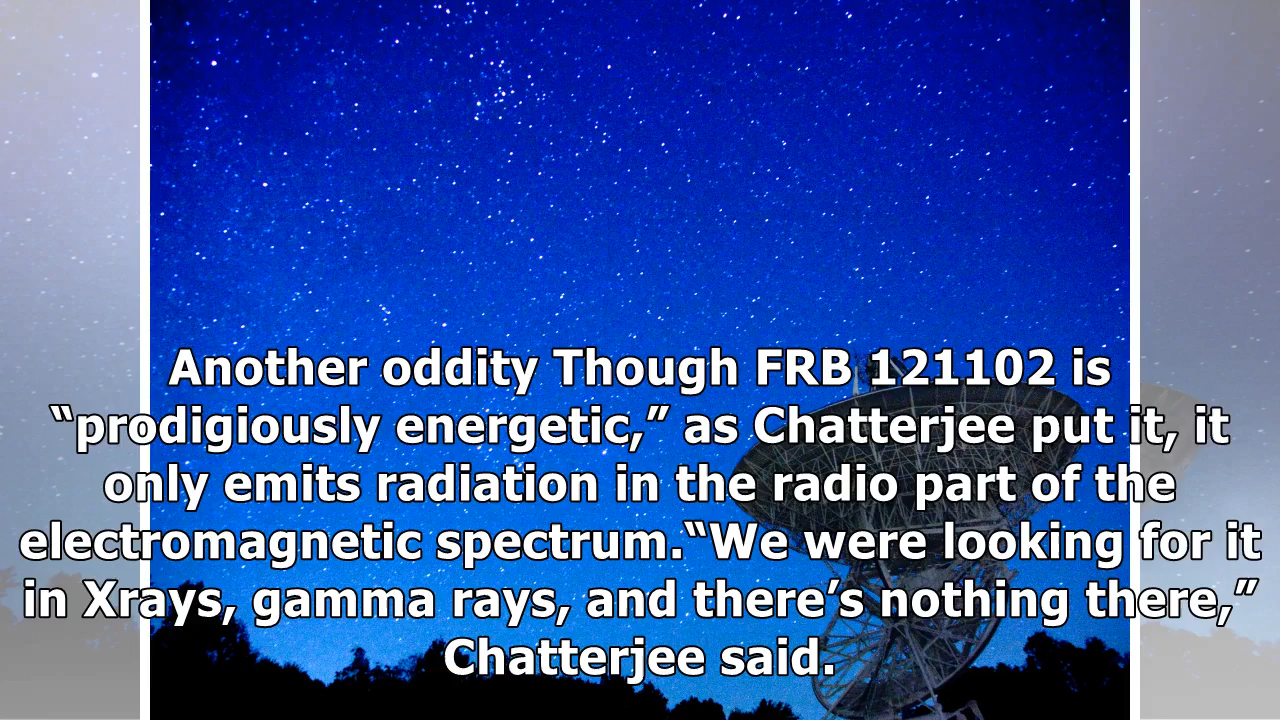 Another oddity Though FRB 121102 is
“prodigiously energetic,” as Chatterjee put it, it
only emits radiation in the radio part of the
electromagnetic spectrum.“We were looking for it
in Xrays, gamma rays, and there’s nothing there,”
Chatterjee said.